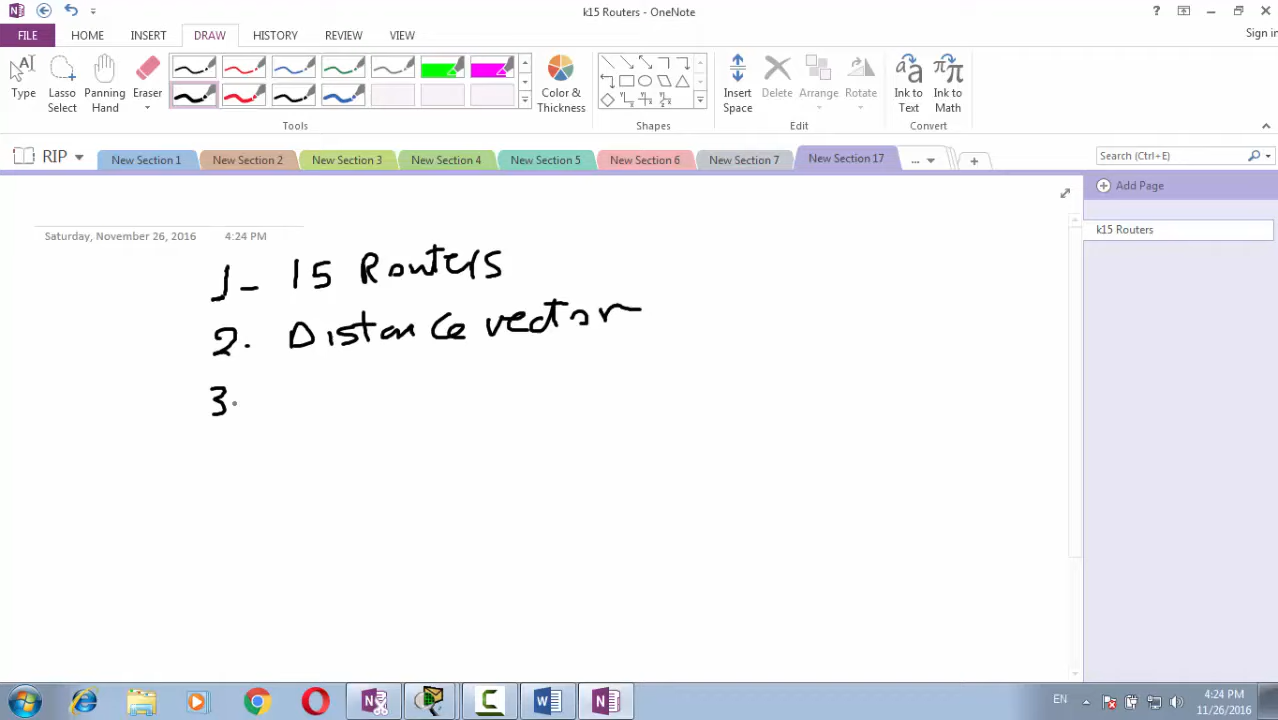 k15 Routers - OneNote
Sign in
FILE HOME INSERT DRAW HISTORY REVIEW VIEW
Type
Lasso Select
Panning Hand
Eraser
Color & Thickness
Insert Space
Delete
Arrange
Rotate
Ink to Text
Ink to Math
Tools
Shapes
Edit
Convert
RIP
New Section 1 New Section 2 New Section 3 New Section 4 New Section 5 New Section 6 New Section 7 New Section 17 ...
Search (Ctrl+E)
Add Page
k15 Routers
Saturday, November 26, 2016 4:24 PM
1- 15 Routers
2. Distance vector
3.
EN
4:24 PM
11/26/2016